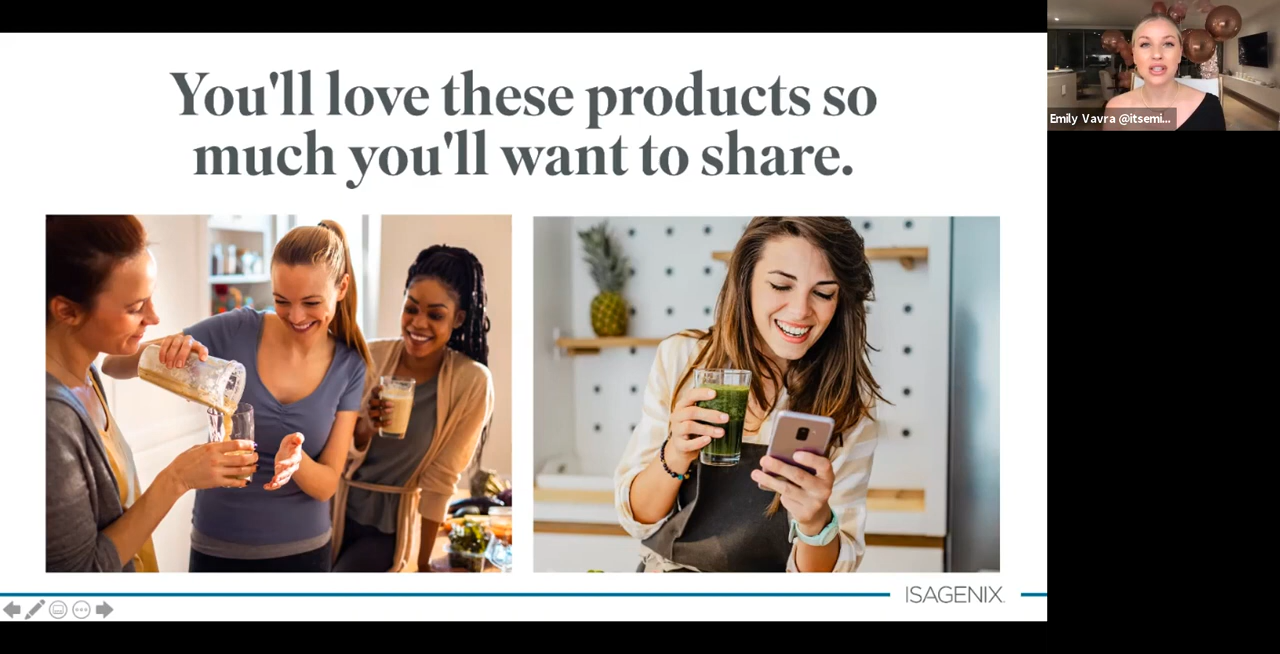 You'll love these products so
much you'll want to share.
Emily Vavra @itsemi...
ISAGENIX